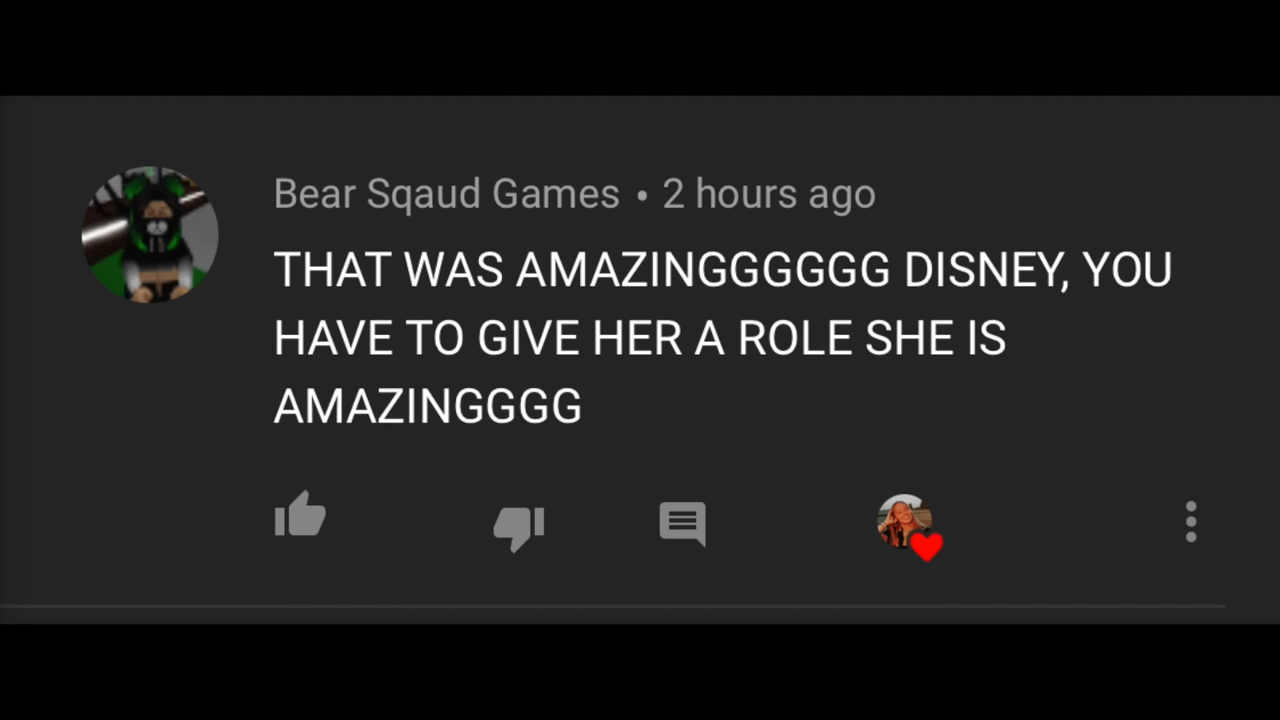 Bear Sqaud Games • 2 hours ago
THAT WAS AMAZINGGGGGG DISNEY, YOU
HAVE TO GIVE HER A ROLE SHE IS
AMAZINGGGG